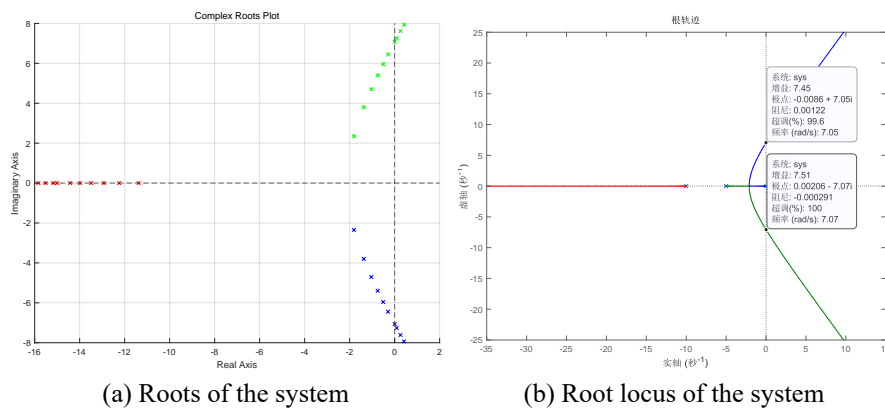 Complex Roots Plot
8
6
4
2
0
-2
-4
-6
-8
Imaginary Axis
-16 -14 -12 -10 -8 -6 -4 -2 0 2
Real Axis
(a) Roots of the system
根轨迹
25
20
15
10
5
0
-5
-10
-15
-20
-25
虚轴 (秒⁻¹)
系统: sys
增益: 7.45
极点: -0.0086 + 7.05i
阻尼: 0.00122
超调(%): 99.6
频率 (rad/s): 7.05
系统: sys
增益: 7.51
极点: 0.00206 - 7.07i
阻尼: -0.000291
超调(%): 100
频率 (rad/s): 7.07
-35 -30 -25 -20 -15 -10 -5 0 5 10 15
实轴 (秒⁻¹)
(b) Root locus of the system